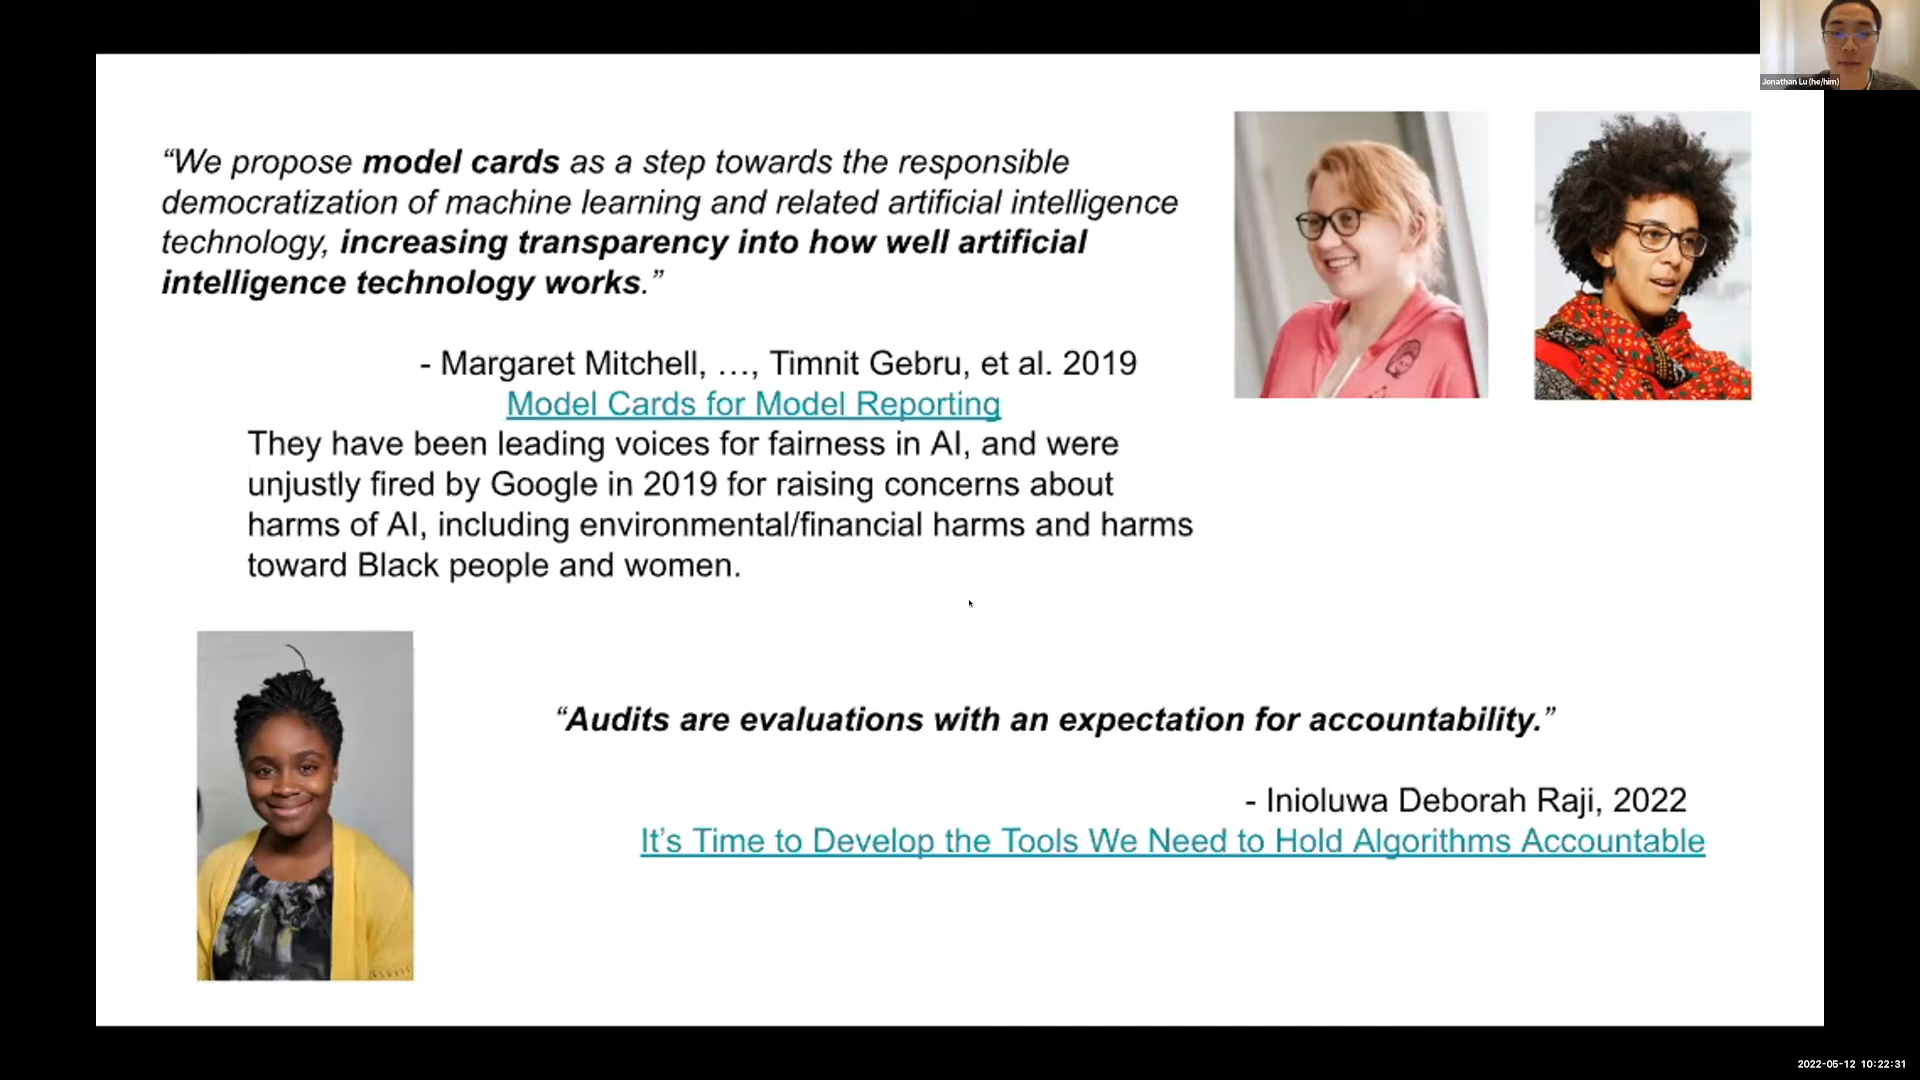 Jonathan Lu (he/him)
“We propose model cards as a step towards the responsible
democratization of machine learning and related artificial intelligence
technology, increasing transparency into how well artificial
intelligence technology works.”
- Margaret Mitchell, …, Timnit Gebru, et al. 2019
Model Cards for Model Reporting
They have been leading voices for fairness in AI, and were
unjustly fired by Google in 2019 for raising concerns about
harms of AI, including environmental/financial harms and harms
toward Black people and women.
“Audits are evaluations with an expectation for accountability.”
- Inioluwa Deborah Raji, 2022
It’s Time to Develop the Tools We Need to Hold Algorithms Accountable
2022-05-12 10:22:31